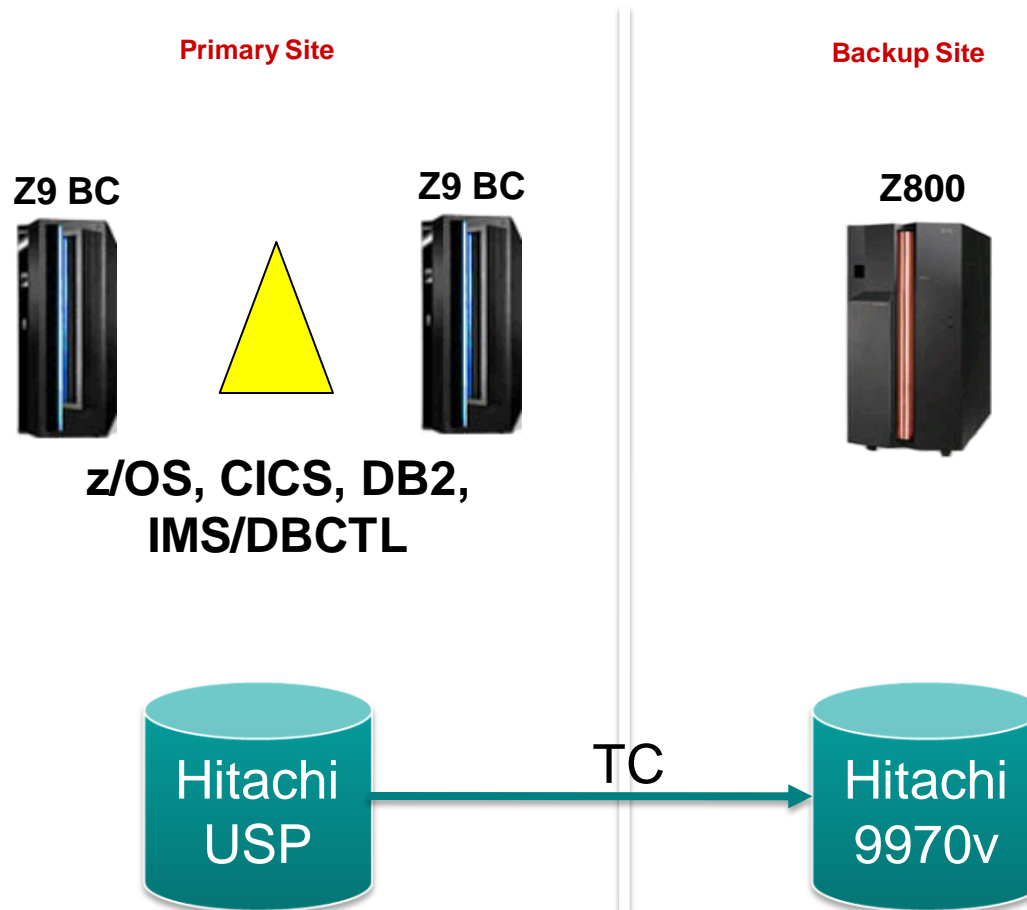 Primary Site
Backup Site
Z9 BC
Z9 BC
Z800
z/OS, CICS, DB2,
IMS/DBCTL
TC
Hitachi
USP
Hitachi
9970v